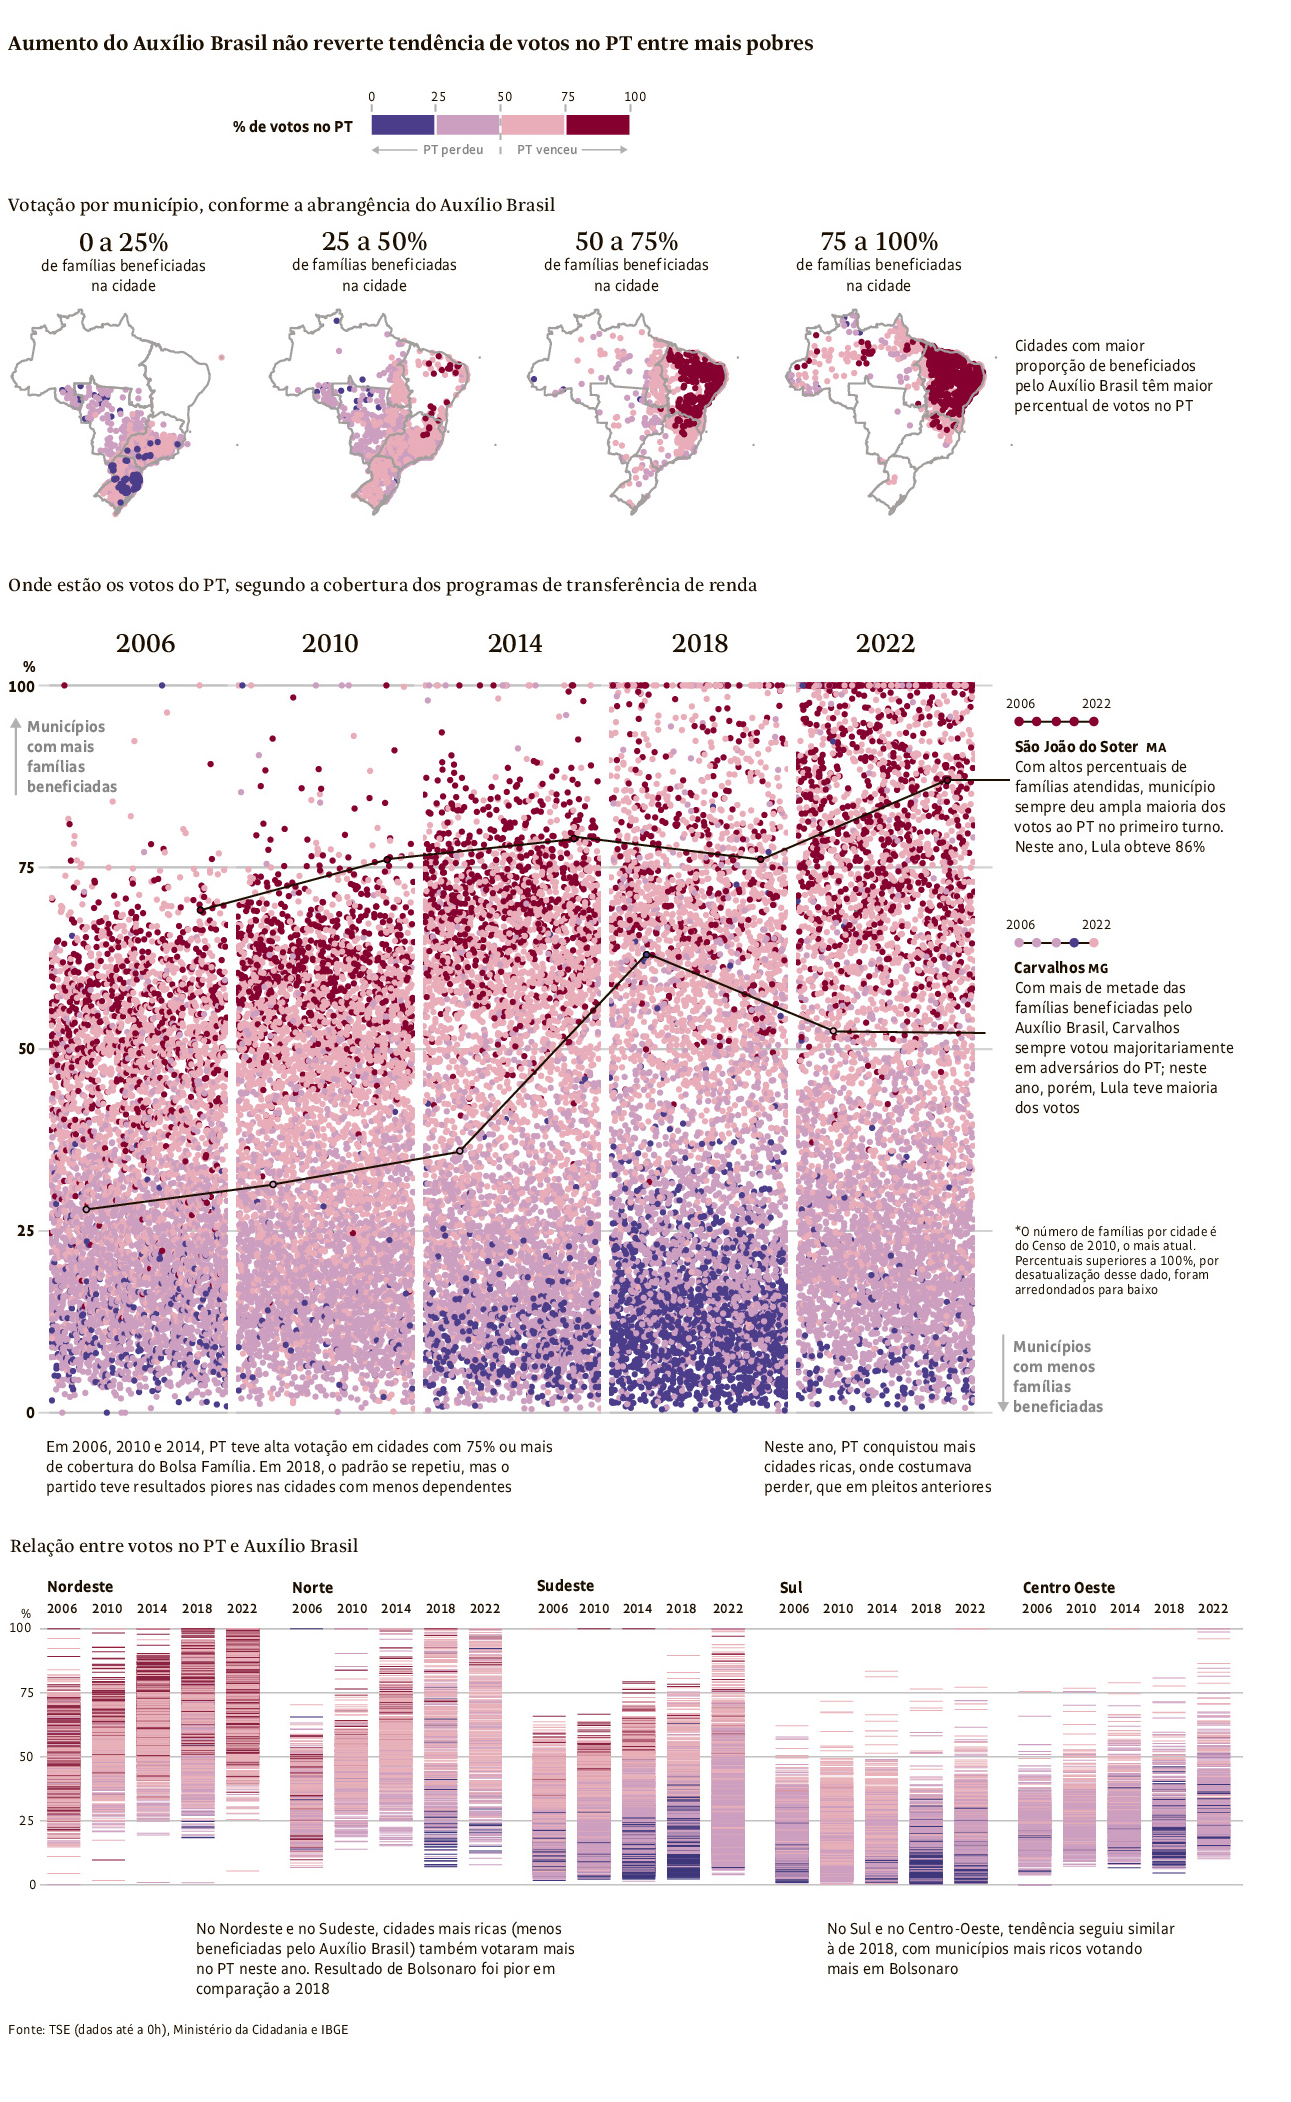 Aumento do Auxílio Brasil não reverte tendência de votos no PT entre mais pobres
0 25 50 75 100
% de votos no PT
PT perdeu PT venceu
Votação por município, conforme a abrangência do Auxílio Brasil
0 a 25%
de famílias beneficiadas
na cidade
25 a 50%
de famílias beneficiadas
na cidade
50 a 75%
de famílias beneficiadas
na cidade
75 a 100%
de famílias beneficiadas
na cidade
Cidades com maior
proporção de beneficiados
pelo Auxílio Brasil têm maior
percentual de votos no PT
Onde estão os votos do PT, segundo a cobertura dos programas de transferência de renda
2006 2010 2014 2018 2022
%
100
75
50
25
0
Municípios
com mais
famílias
beneficiadas
2006 2022
São João do Soter MA
Com altos percentuais de
famílias atendidas, município
sempre deu ampla maioria dos
votos ao PT no primeiro turno.
Neste ano, Lula obteve 86%
2006 2022
Carvalhos MG
Com mais de metade das
famílias beneficiadas pelo
Auxílio Brasil, Carvalhos
sempre votou majoritariamente
em adversários do PT; neste
ano, porém, Lula teve maioria
dos votos
*O número de famílias por cidade é
do Censo de 2010, o mais atual.
Percentuais superiores a 100%, por
desatualização desse dado, foram
arredondados para baixo
Municípios
com menos
famílias
beneficiadas
Em 2006, 2010 e 2014, PT teve alta votação em cidades com 75% ou mais
de cobertura do Bolsa Família. Em 2018, o padrão se repetiu, mas o
partido teve resultados piores nas cidades com menos dependentes
Neste ano, PT conquistou mais
cidades ricas, onde costumava
perder, que em pleitos anteriores
Relação entre votos no PT e Auxílio Brasil
Nordeste Norte Sudeste Sul Centro Oeste
2006 2010 2014 2018 2022 2006 2010 2014 2018 2022 2006 2010 2014 2018 2022 2006 2010 2014 2018 2022 2006 2010 2014 2018 2022
%
100
75
50
25
0
No Nordeste e no Sudeste, cidades mais ricas (menos
beneficiadas pelo Auxílio Brasil) também votaram mais
no PT neste ano. Resultado de Bolsonaro foi pior em
comparação a 2018
No Sul e no Centro-Oeste, tendência seguiu similar
à de 2018, com municípios mais ricos votando
mais em Bolsonaro
Fonte: TSE (dados até a 0h), Ministério da Cidadania e IBGE